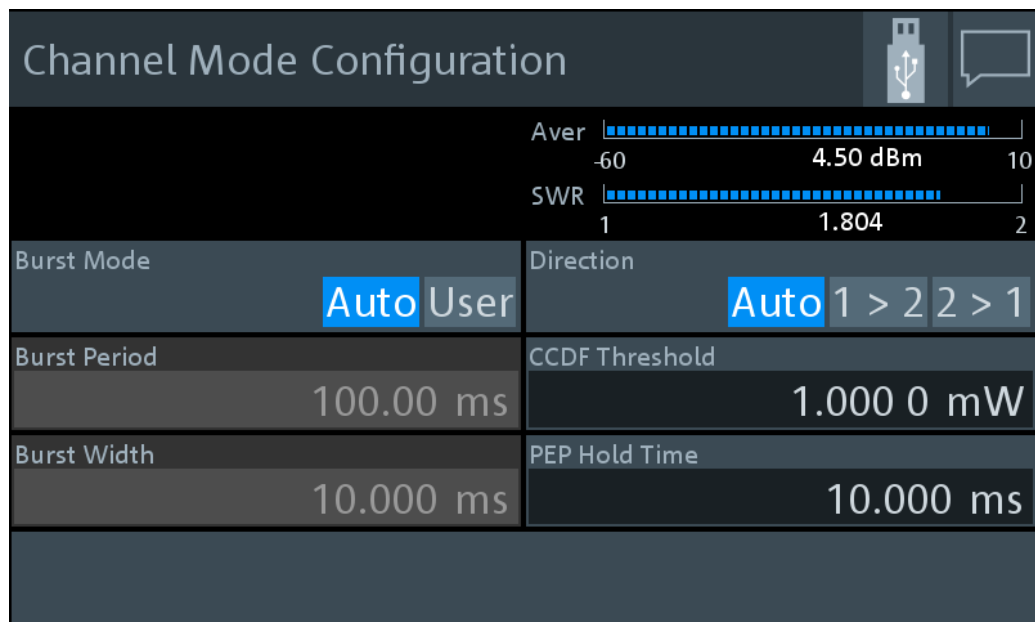 Channel Mode Configuration
Aver
-60 4.50 dBm 10
SWR
1 1.804 2
Burst Mode
Auto User
Direction
Auto 1 > 2 2 > 1
Burst Period
100.00 ms
CCDF Threshold
1.000 0 mW
Burst Width
10.000 ms
PEP Hold Time
10.000 ms